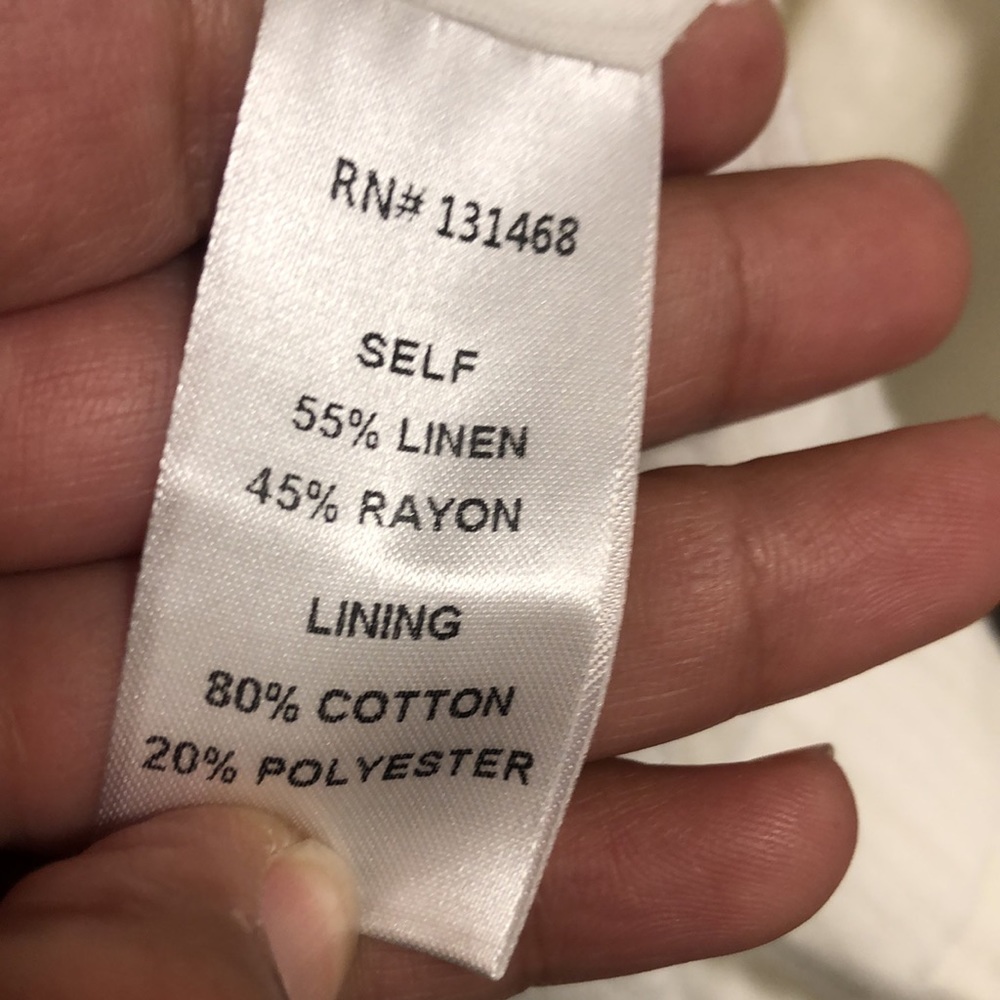 RN# 131468
SELF
55% LINEN
45% RAYON
LINING
80% COTTON
20% POLYESTER